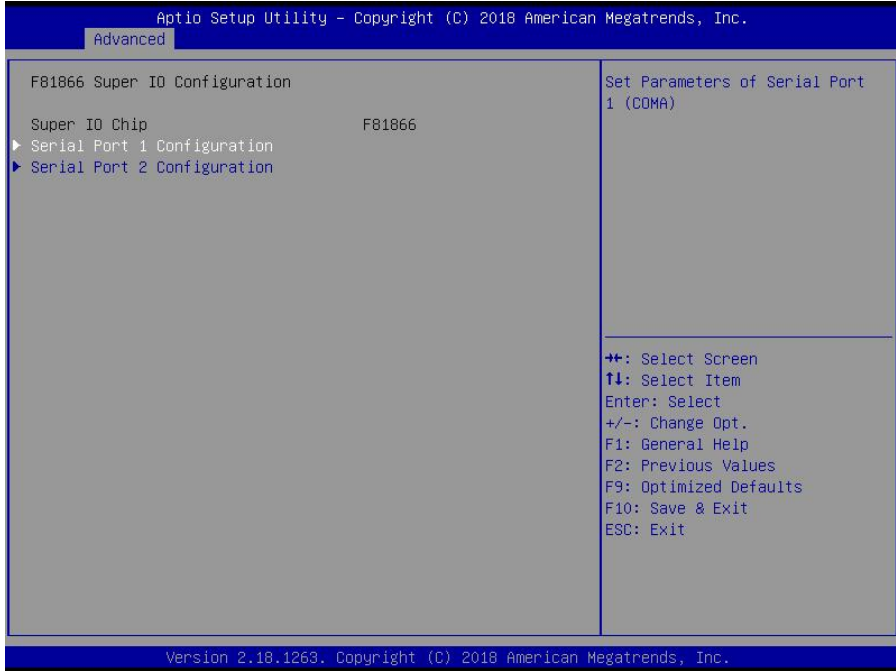 Aptio Setup Utility – Copyright (C) 2018 American Megatrends, Inc.
Advanced
F81866 Super IO Configuration
Super IO Chip F81866
Serial Port 1 Configuration
Serial Port 2 Configuration
Set Parameters of Serial Port
1 (COMA)
→←: Select Screen
↑↓: Select Item
Enter: Select
+/-: Change Opt.
F1: General Help
F2: Previous Values
F9: Optimized Defaults
F10: Save & Exit
ESC: Exit
Version 2.18.1263. Copyright (C) 2018 American Megatrends, Inc.